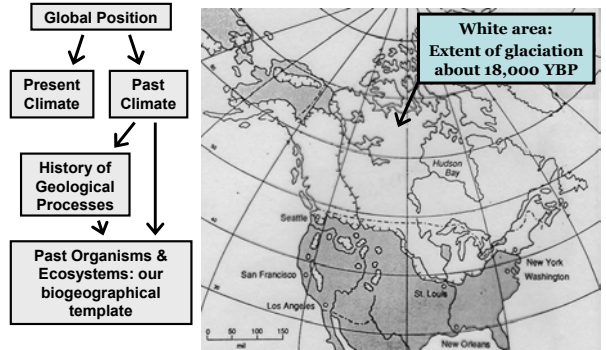 Global Position
Present
Climate
Past
Climate
History of
Geological
Processes
Past Organisms &
Ecosystems: our
biogeographical
template
White area:
Extent of glaciation
about 18,000 YBP
Hudson
Bay
Seattle
San Francisco
Los Angeles
St. Louis
New York
Washington
New Orleans
0 50 100 150
mil